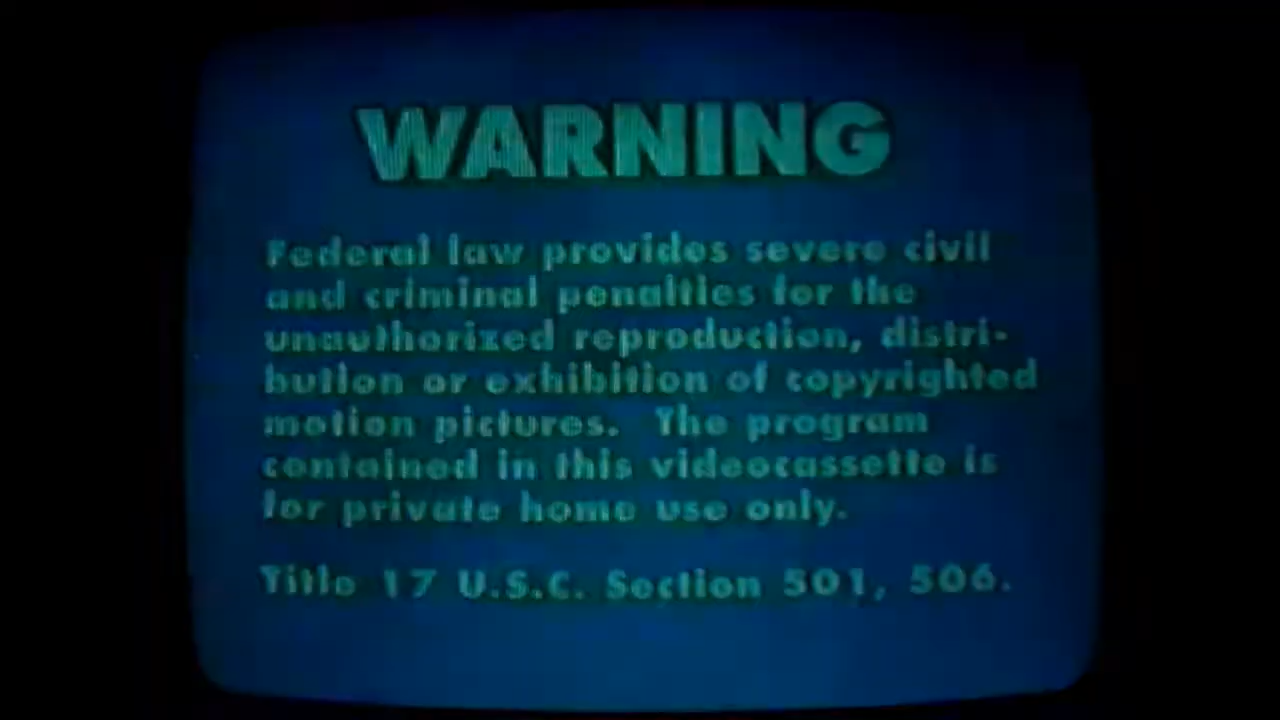 WARNING
Federal law provides severe civil
and criminal penalties for the
unauthorized reproduction, distri-
bution or exhibition of copyrighted
motion pictures.  The program
contained in this videocassette is
for private home use only.
Title 17 U.S.C. Section 501, 506.